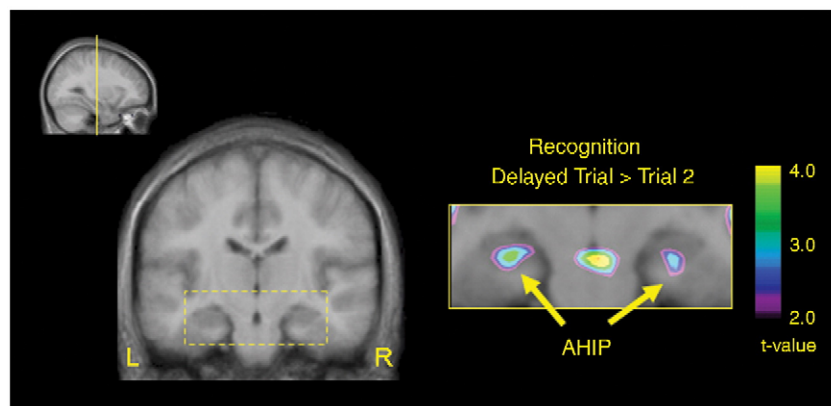 Recognition
Delayed Trial > Trial 2
4.0
3.0
2.0
t-value
AHIP
L
R